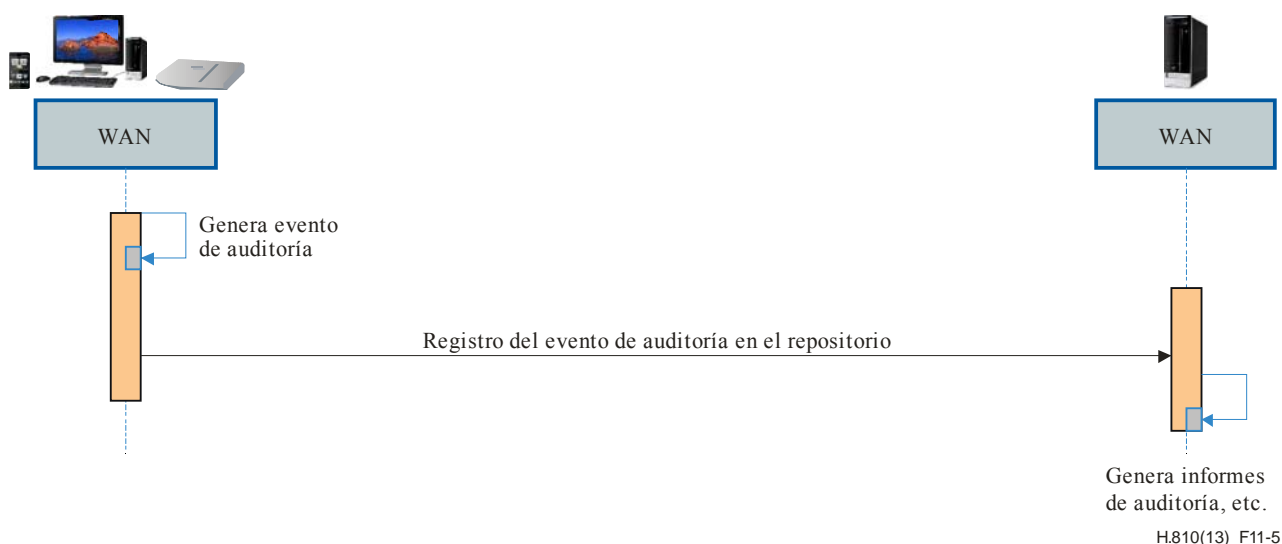 WAN
WAN
Genera evento
de auditoría
Registro del evento de auditoría en el repositorio
Genera informes
de auditoría, etc.
H.810(13)_F11-5